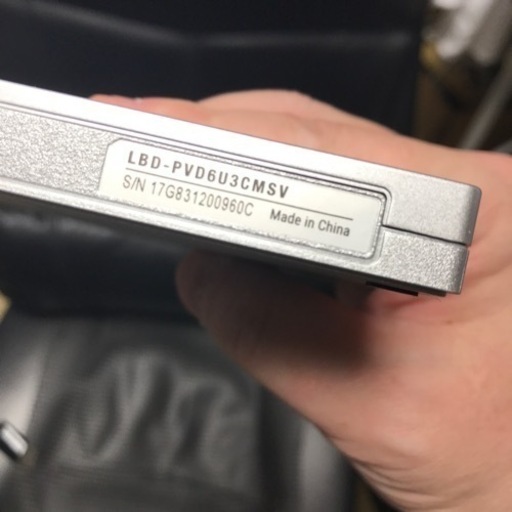 LBD-PVD6U3CMSV
S/N 17G831200960C Made in China